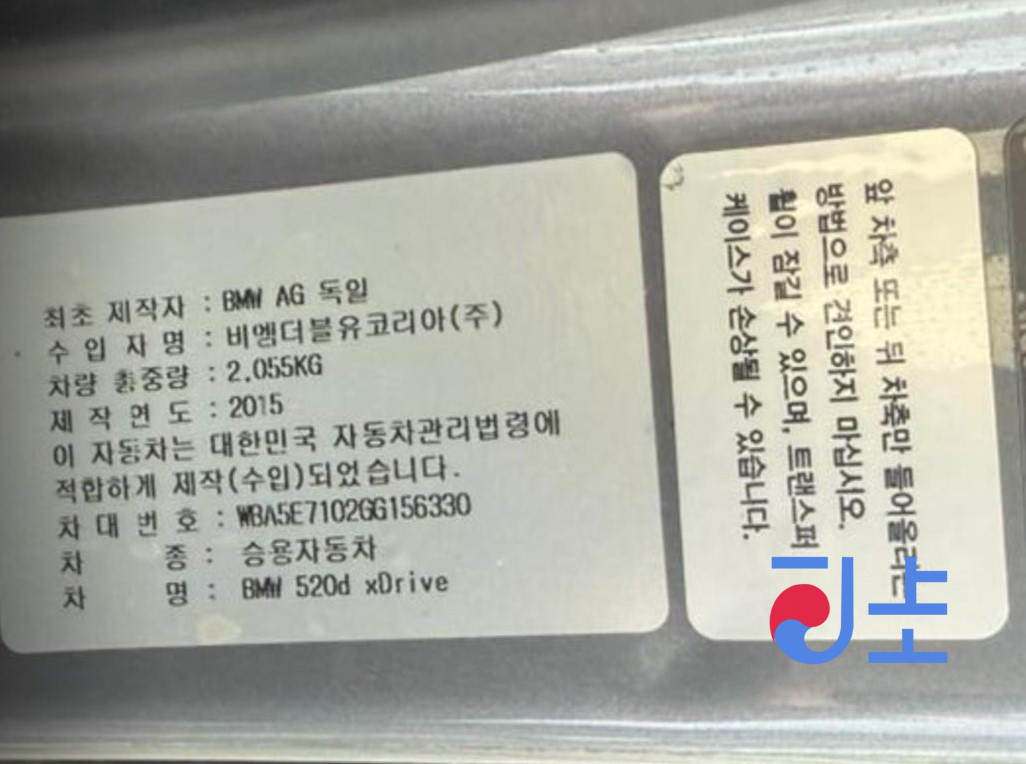 최초 제작자 : BMW AG 독일
수 입 자 명 : 비엠더블유코리아(주)
차량 총중량 : 2.055KG
제 작 연 도 : 2015
이 자동차는 대한민국 자동차관리법령에
적합하게 제작(수입)되었습니다.
차 대 번 호 : WBA5E7102GG156330
차 종 : 승용자동차
차 명 : BMW 520d xDrive
앞 차측 또는 뒤 차측만 들어올리는
방법으로 견인하지 마십시오.
휠이 잠길 수 있으며, 트랜스퍼
케이스가 손상될 수 있습니다.